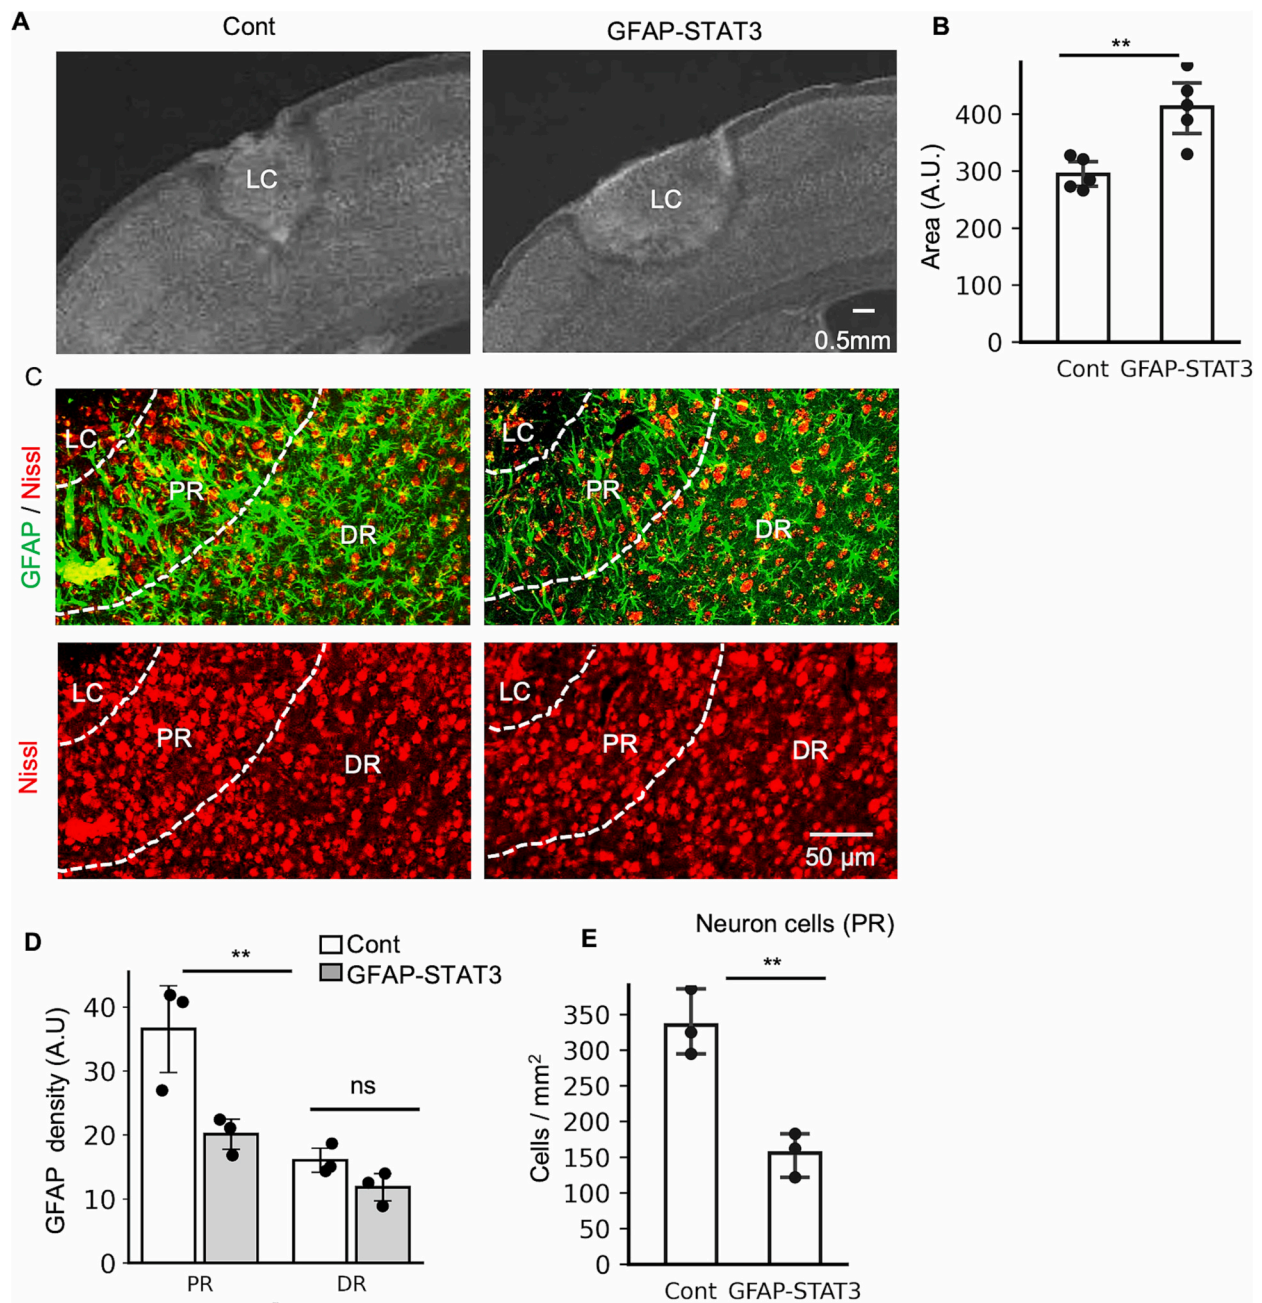 A
Cont
GFAP-STAT3
LC
LC
0.5mm
B
**
Area (A.U.)
400
300
200
100
0
Cont
GFAP-STAT3
C
GFAP / Nissl
LC
PR
DR
LC
PR
DR
Nissl
LC
PR
DR
LC
PR
DR
50 µm
D
**
Cont
GFAP-STAT3
ns
GFAP density (A.U)
40
30
20
10
0
PR
DR
E
Neuron cells (PR)
**
Cells / mm2
350
300
250
200
150
100
50
0
Cont
GFAP-STAT3